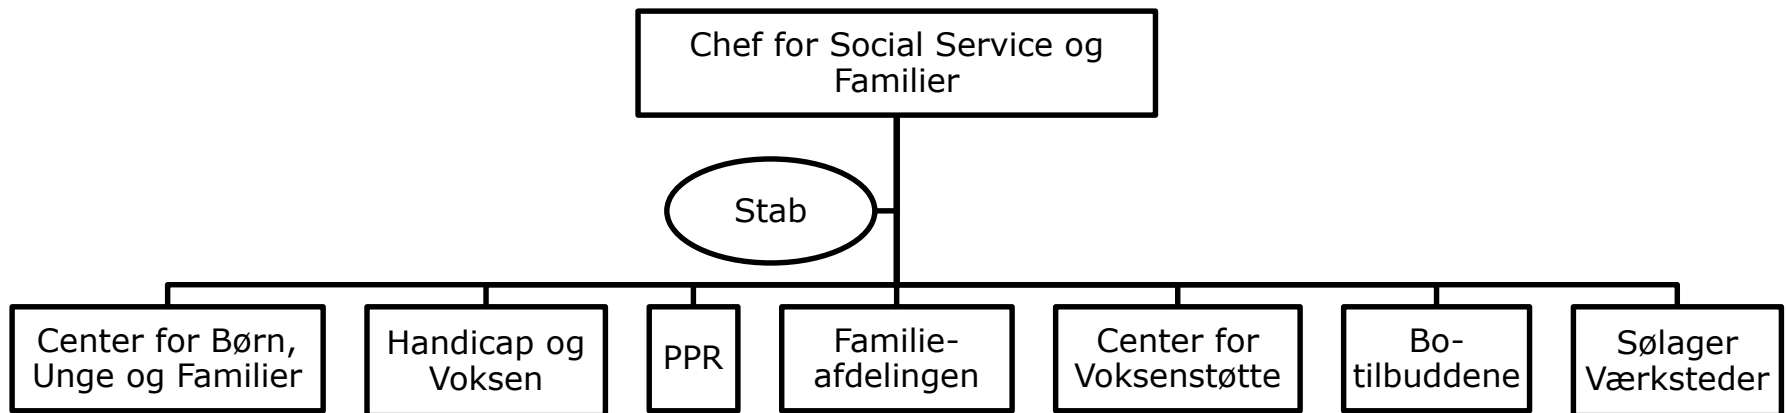 Chef for Social Service og
Familier
Stab
Center for Børn,
Unge og Familier
Handicap og
Voksen
PPR
Familie-
afdelingen
Center for
Voksenstøtte
Bo-
tilbuddene
Sølager
Værksteder